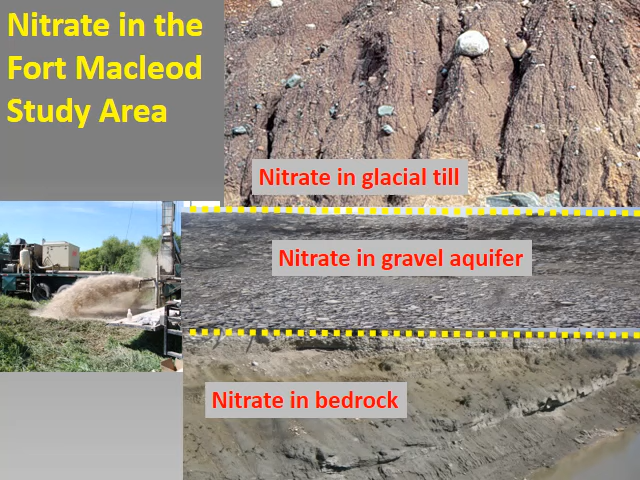 Nitrate in the
Fort Macleod
Study Area
Nitrate in glacial till
Nitrate in gravel aquifer
Nitrate in bedrock